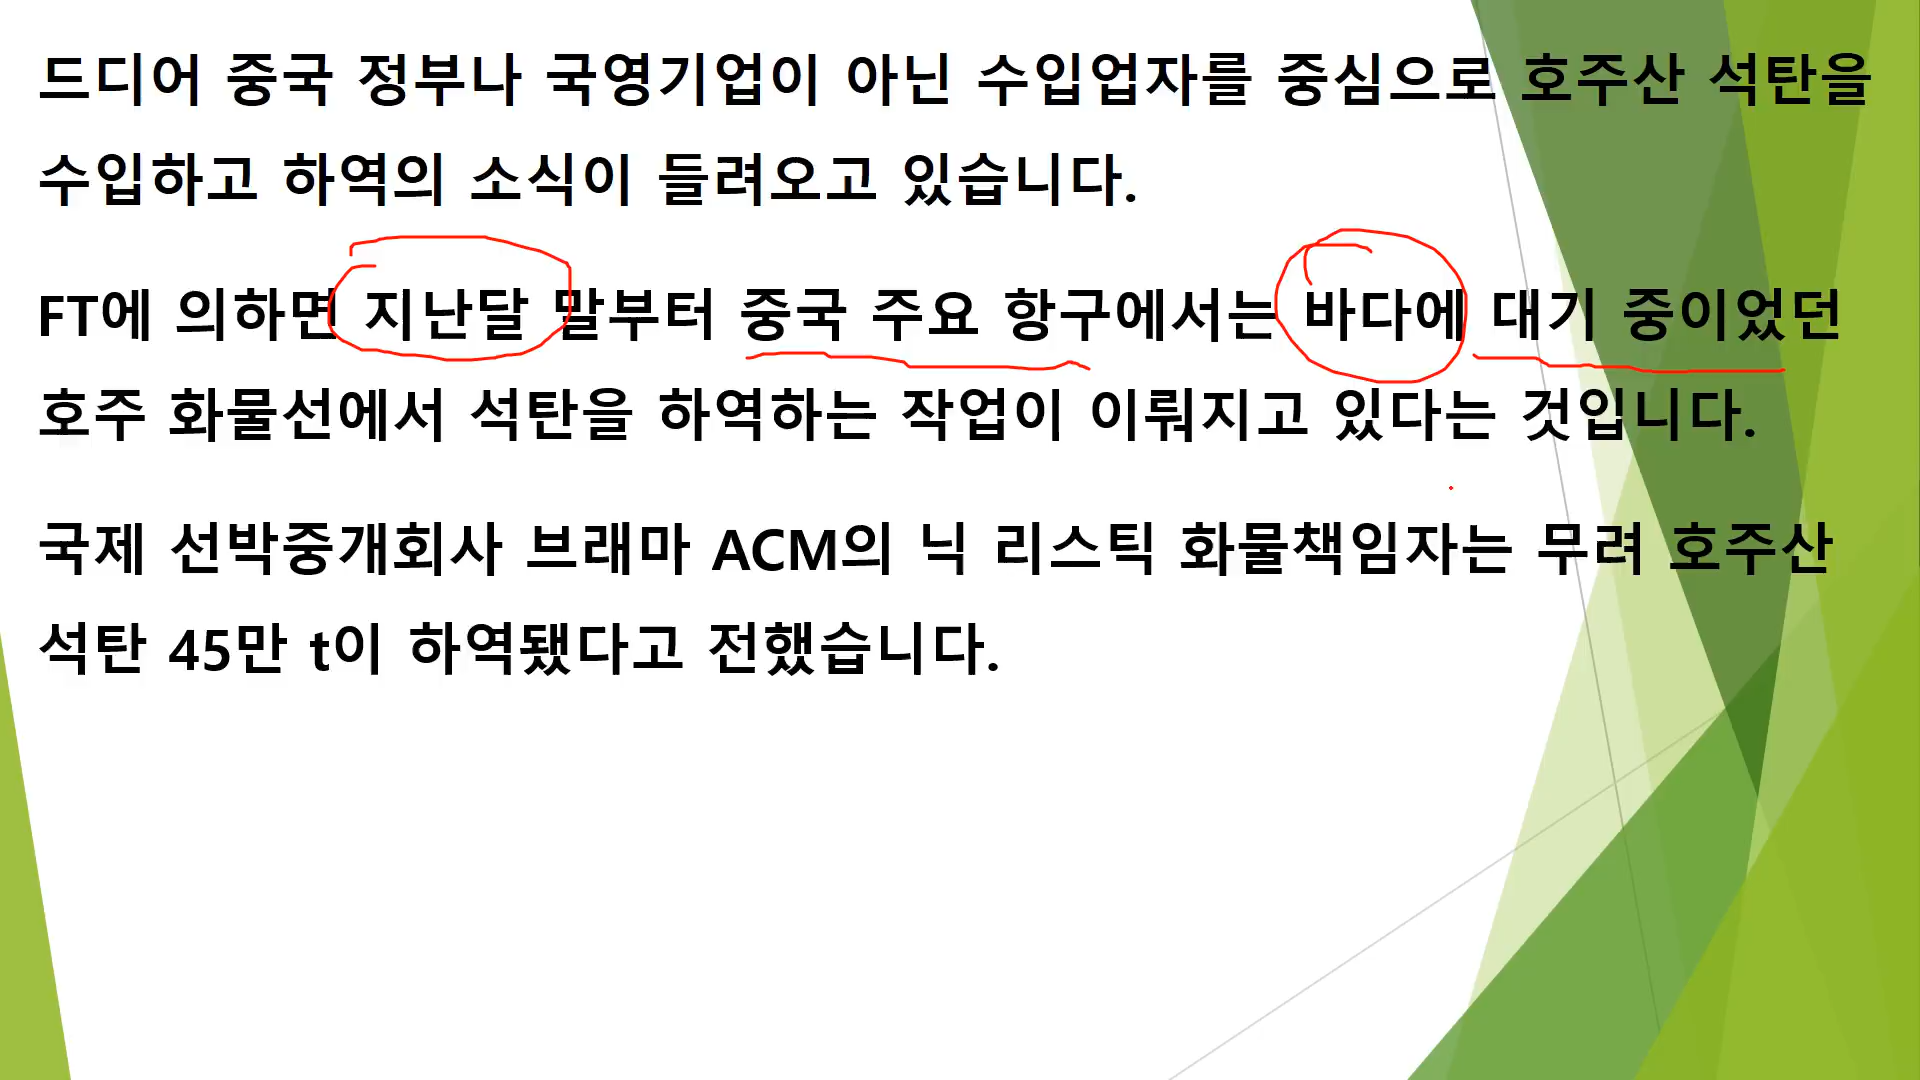 드디어 중국 정부나 국영기업이 아닌 수입업자를 중심으로 호주산 석탄을
수입하고 하역의 소식이 들려오고 있습니다.
FT에 의하면 지난달 말부터 중국 주요 항구에서는 바다에 대기 중이었던
호주 화물선에서 석탄을 하역하는 작업이 이뤄지고 있다는 것입니다.
국제 선박중개회사 브래마 ACM의 닉 리스틱 화물책임자는 무려 호주산
석탄 45만 t이 하역됐다고 전했습니다.